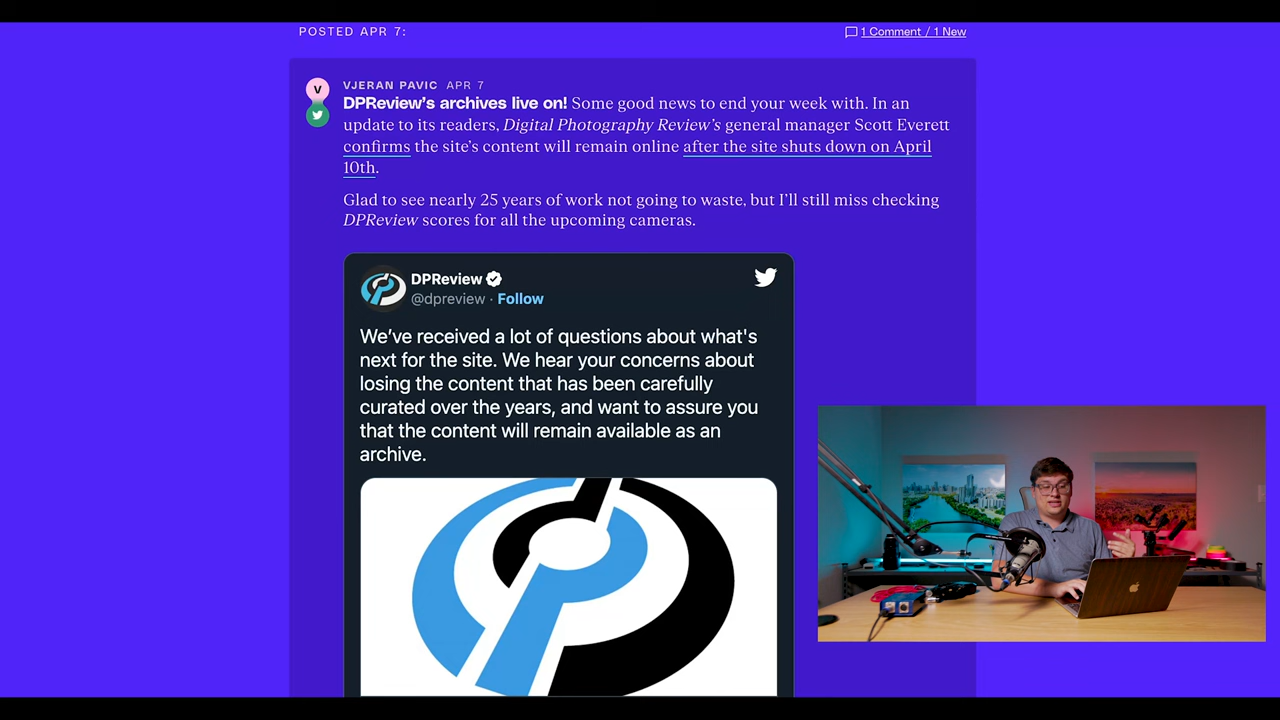 POSTED APR 7:
1 Comment / 1 New
V
VJERAN PAVIC APR 7
DPReview’s archives live on! Some good news to end your week with. In an
update to its readers, Digital Photography Review’s general manager Scott Everett
confirms the site’s content will remain online after the site shuts down on April
10th.
Glad to see nearly 25 years of work not going to waste, but I’ll still miss checking
DPReview scores for all the upcoming cameras.
DPReview
@dpreview · Follow
We’ve received a lot of questions about what's
next for the site. We hear your concerns about
losing the content that has been carefully
curated over the years, and want to assure you
that the content will remain available as an
archive.